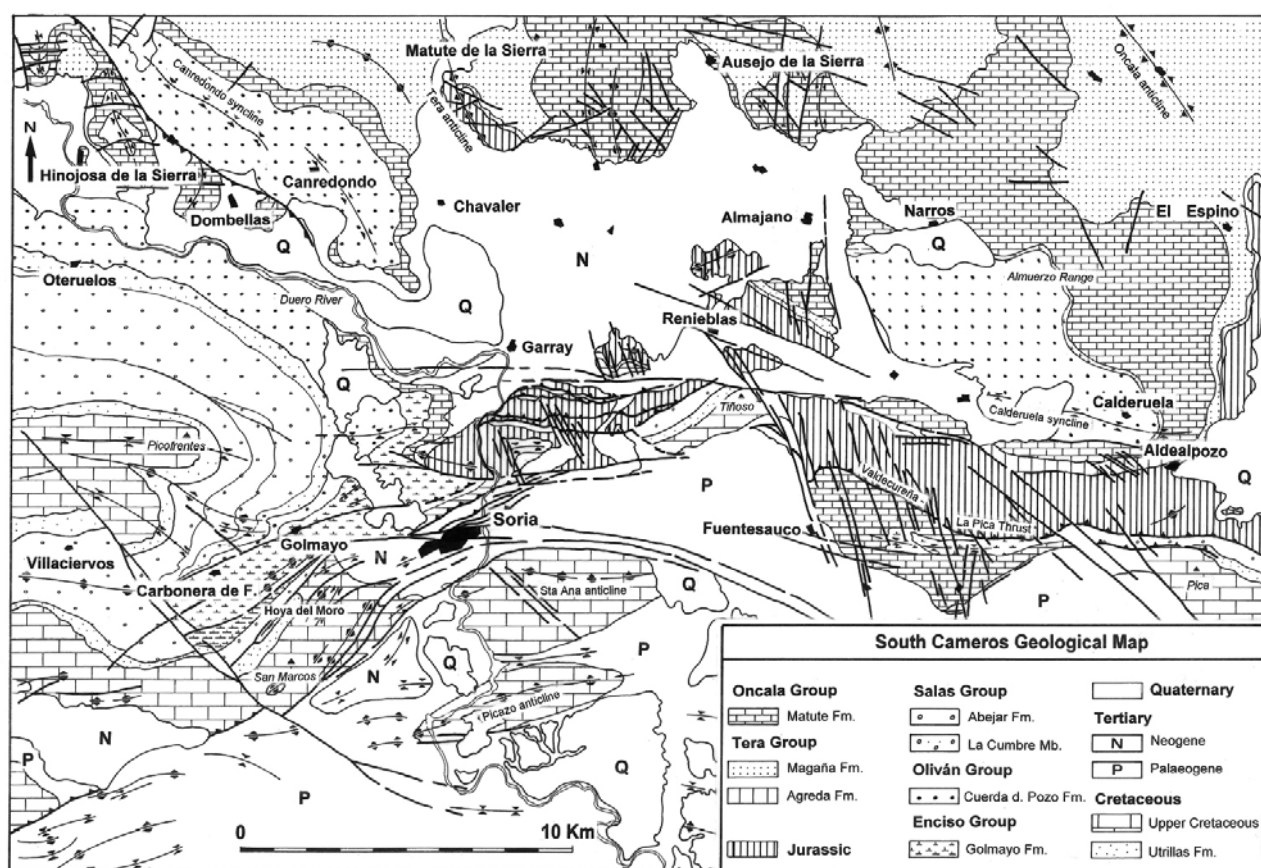 Matute de la Sierra
Ausejo de la Sierra
Oncala anticline
Canredondo syncline
Tera anticline
N
Hinojosa de la Sierra
Canredondo
Dombellas
Chavaler
Almajano
Narros
El Espino
Q
N
Q
Oteruelos
Duero River
Q
Almuerzo Range
Renieblas
Garray
Q
Tiñoso
Calderuela
Calderuela syncline
Picofrentes
Aldealpozo
Q
P
Valdecureña
Soria
Fuentesauco
La Pica Thrust
Golmayo
N
Villaciervos
Carbonera de F.
Sta Ana anticline
Q
Pica
Hoya del Moro
P
San Marcos
N
Q
P
Picazo anticline
N
P
Q
P
0 10 Km
South Cameros Geological Map
Oncala Group
Matute Fm.
Tera Group
Magaña Fm.
Agreda Fm.
Jurassic
Salas Group
Abejar Fm.
La Cumbre Mb.
Oliván Group
Cuerda d. Pozo Fm.
Enciso Group
Golmayo Fm.
Quaternary
Tertiary
N Neogene
P Palaeogene
Cretaceous
Upper Cretaceous
Utrillas Fm.